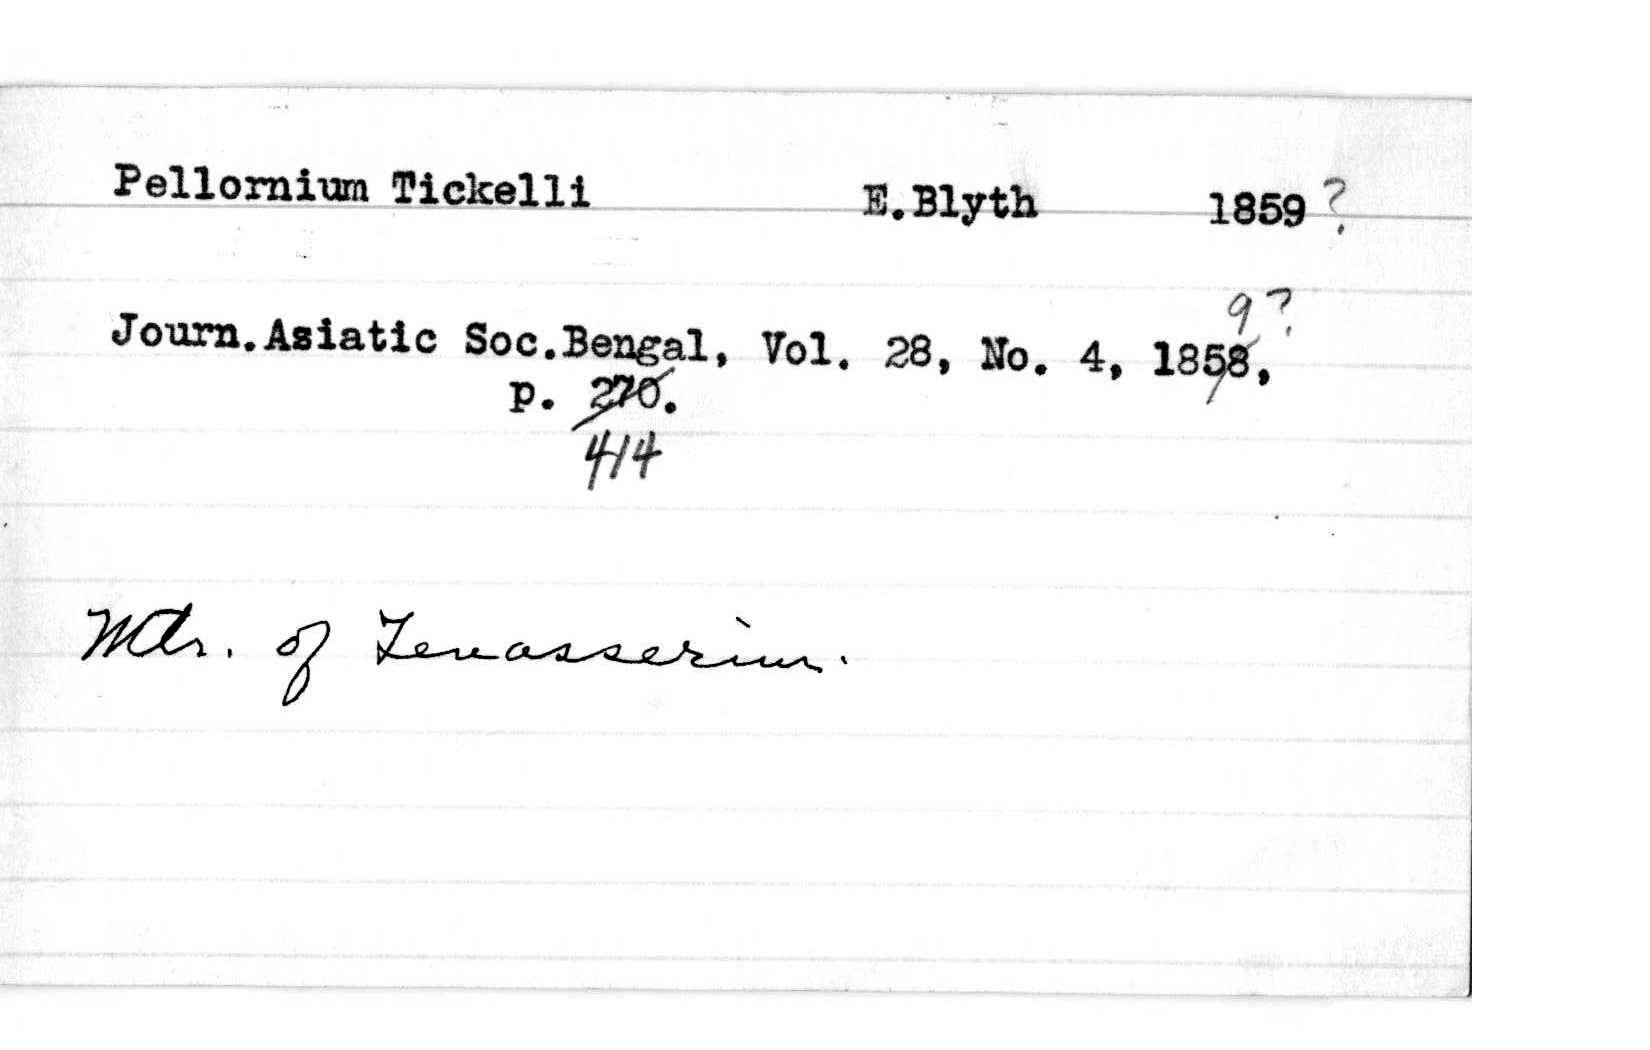 Pellornium Tickelli E.Blyth 1859?
9?
Journ.Asiatic Soc.Bengal, Vol. 28, No. 4, 1858,
p. 270.
414
Mts. of Tenasserim.